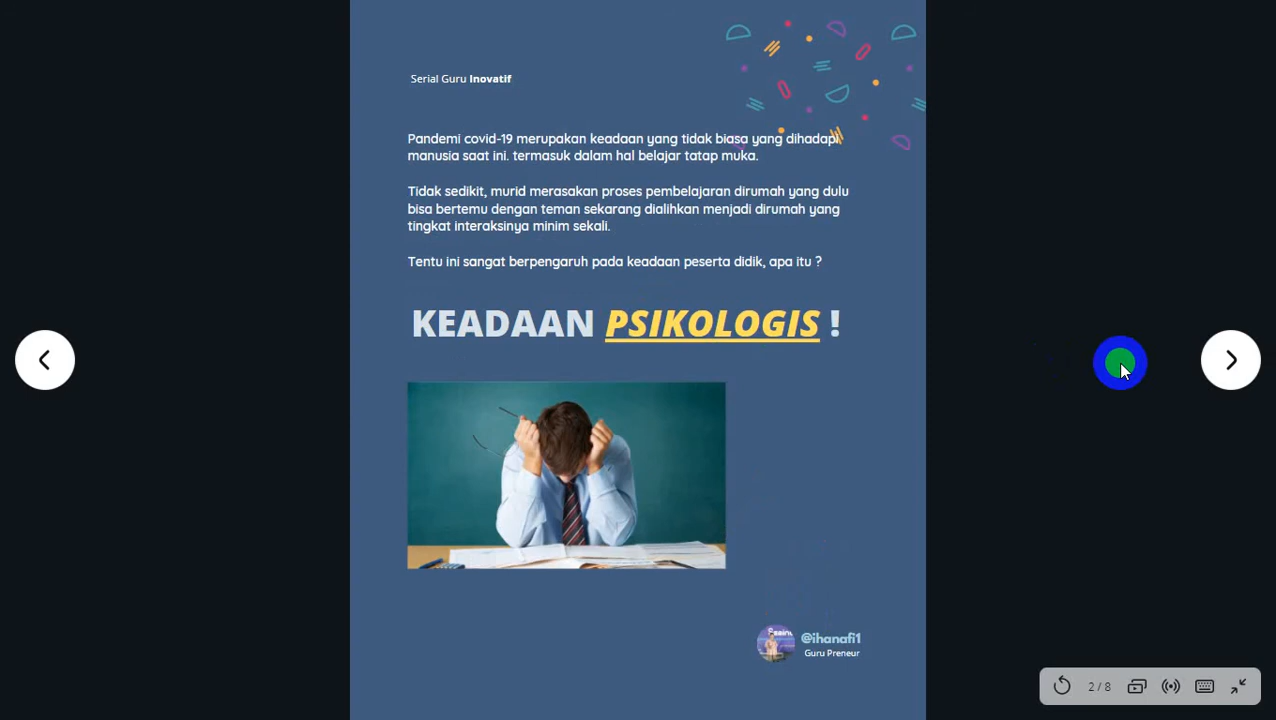 Serial Guru Inovatif
Pandemi covid-19 merupakan keadaan yang tidak biasa yang dihadapi
manusia saat ini. termasuk dalam hal belajar tatap muka.
Tidak sedikit, murid merasakan proses pembelajaran dirumah yang dulu
bisa bertemu dengan teman sekarang dialihkan menjadi dirumah yang
tingkat interaksinya minim sekali.
Tentu ini sangat berpengaruh pada keadaan peserta didik, apa itu ?
KEADAAN PSIKOLOGIS !
@ihanafi1
Guru Preneur
2 / 8